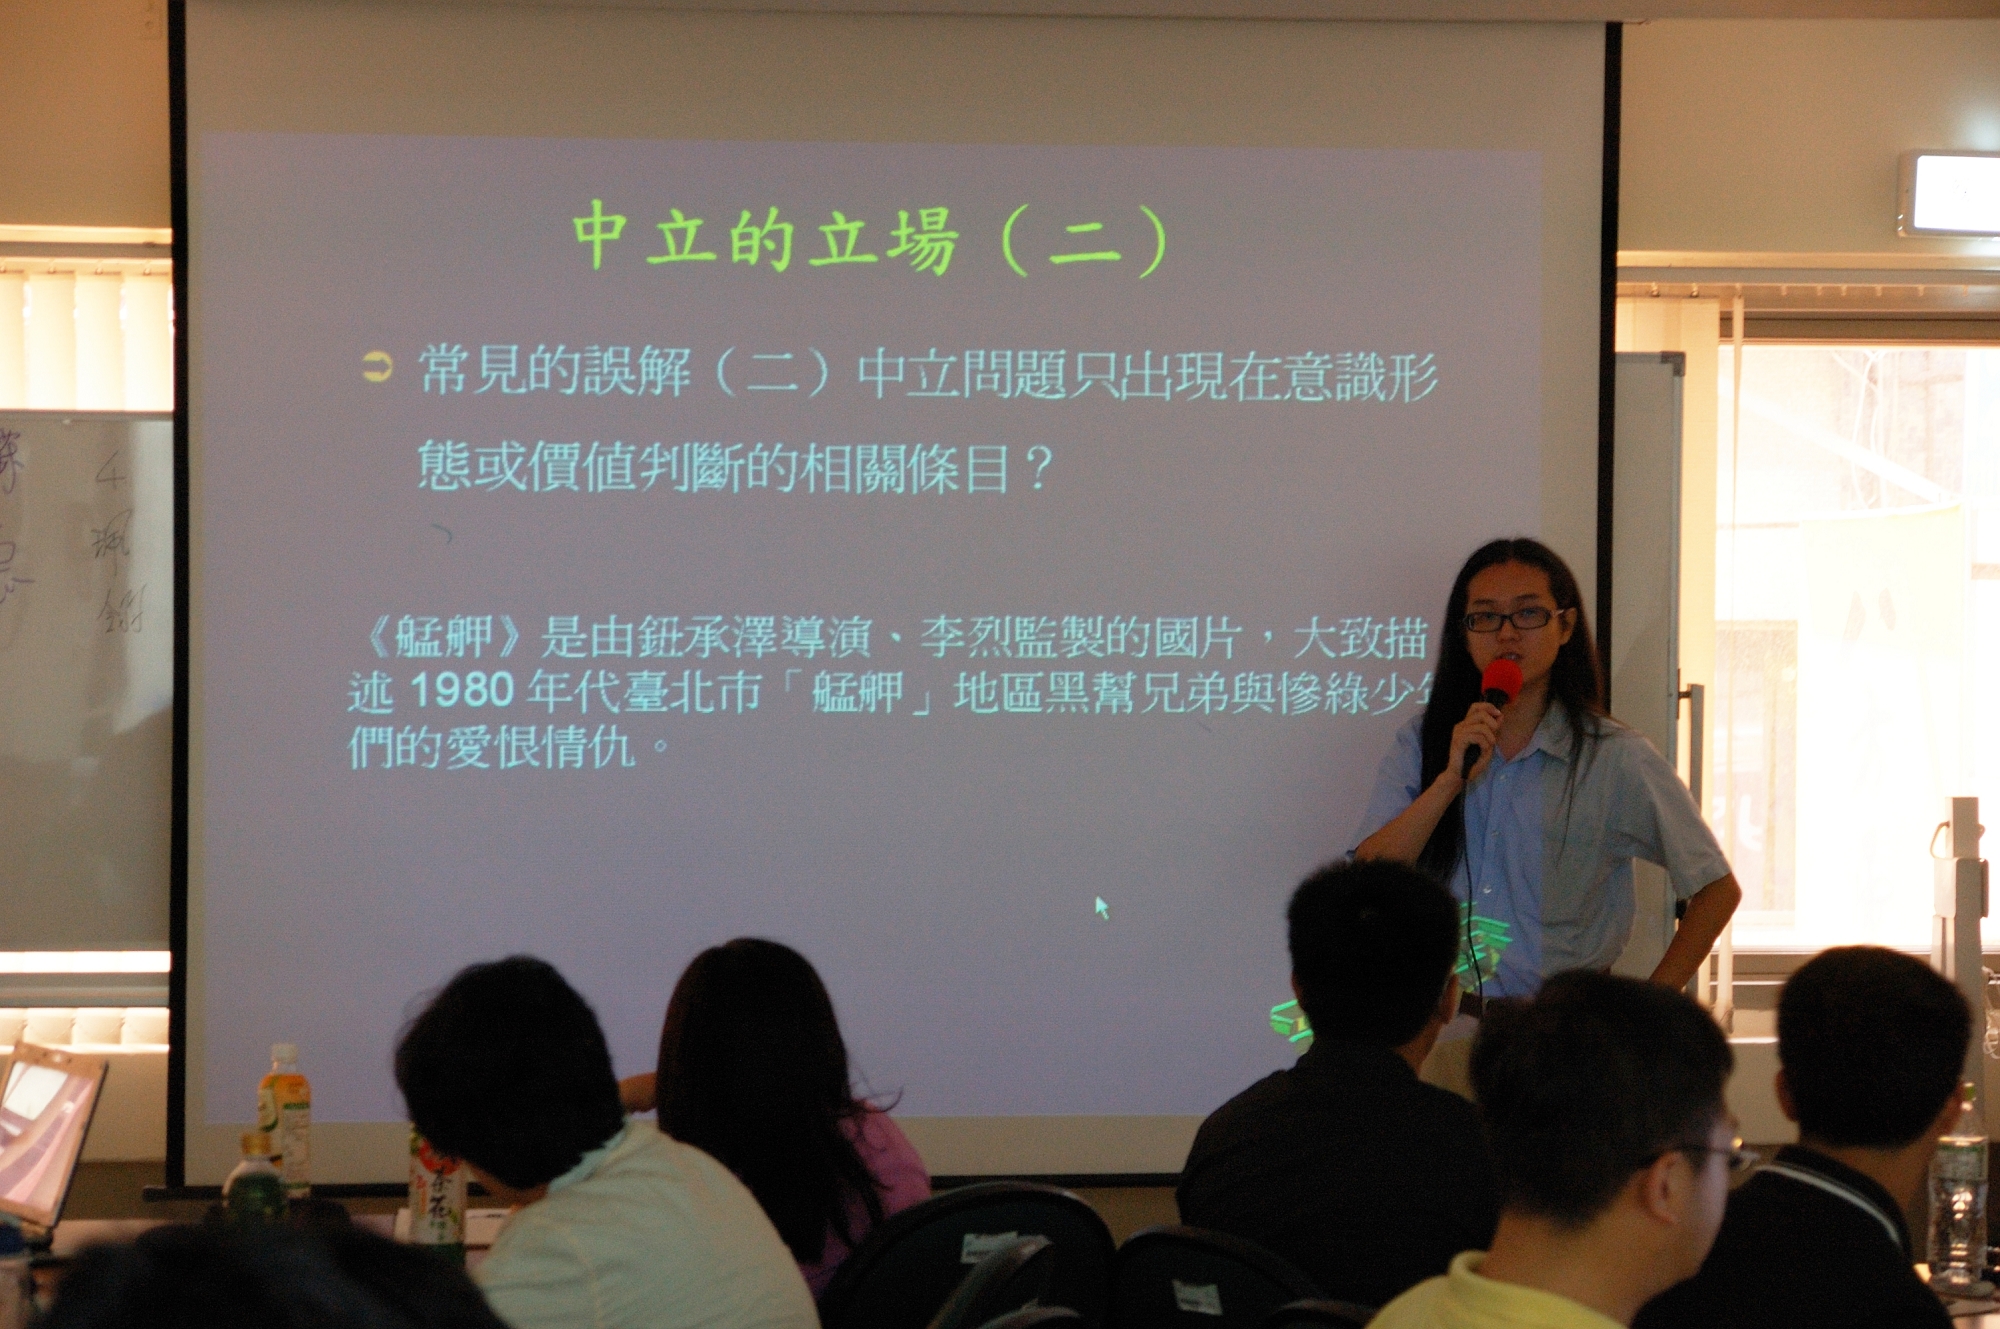 中立的立場（二）
常見的誤解（二）中立問題只出現在意識形
態或價值判斷的相關條目？
《艋舺》是由鈕承澤導演、李烈監製的國片，大致描
述 1980 年代臺北市「艋舺」地區黑幫兄弟與慘綠少年
們的愛恨情仇。
4
珮